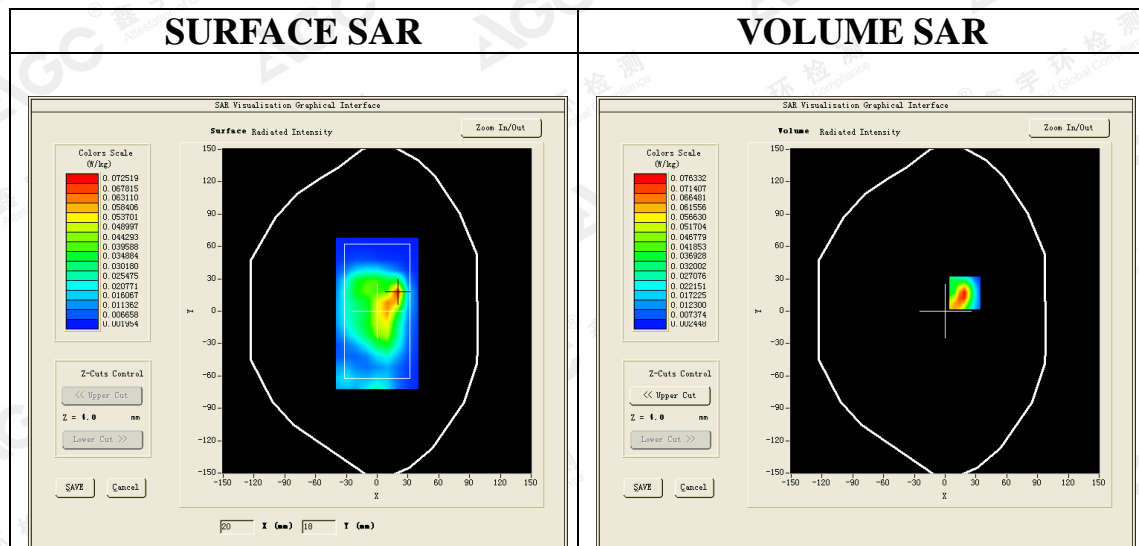 SURFACE SAR
SAR Visualisation Graphical Interface
Surface Radiated Intensity
Zoom In/Out
Colors Scale
(W/kg)
0.072519
0.067815
0.063110
0.058406
0.053701
0.048997
0.044293
0.039588
0.034884
0.030180
0.025475
0.020771
0.016067
0.011362
0.006658
0.001954
150
120
90
60
30
0
-30
-60
-90
-120
-150
Y
-150 -120 -90 -60 -30 0 30 60 90 120 150
X
Z-Cuts Control
<< Upper Cut
Z = 4.0 mm
Lower Cut >>
SAVE Cancel
20 X (mm) 18 Y (mm)
VOLUME SAR
SAR Visualisation Graphical Interface
Volume Radiated Intensity
Zoom In/Out
Colors Scale
(W/kg)
0.076332
0.071407
0.066481
0.061556
0.056630
0.051704
0.046779
0.041853
0.036928
0.032002
0.027076
0.022151
0.017225
0.012300
0.007374
0.002448
150
120
90
60
30
0
-30
-60
-90
-120
-150
Y
-150 -120 -90 -60 -30 0 30 60 90 120 150
X
Z-Cuts Control
<< Upper Cut
Z = 4.0 mm
Lower Cut >>
SAVE Cancel
AGC